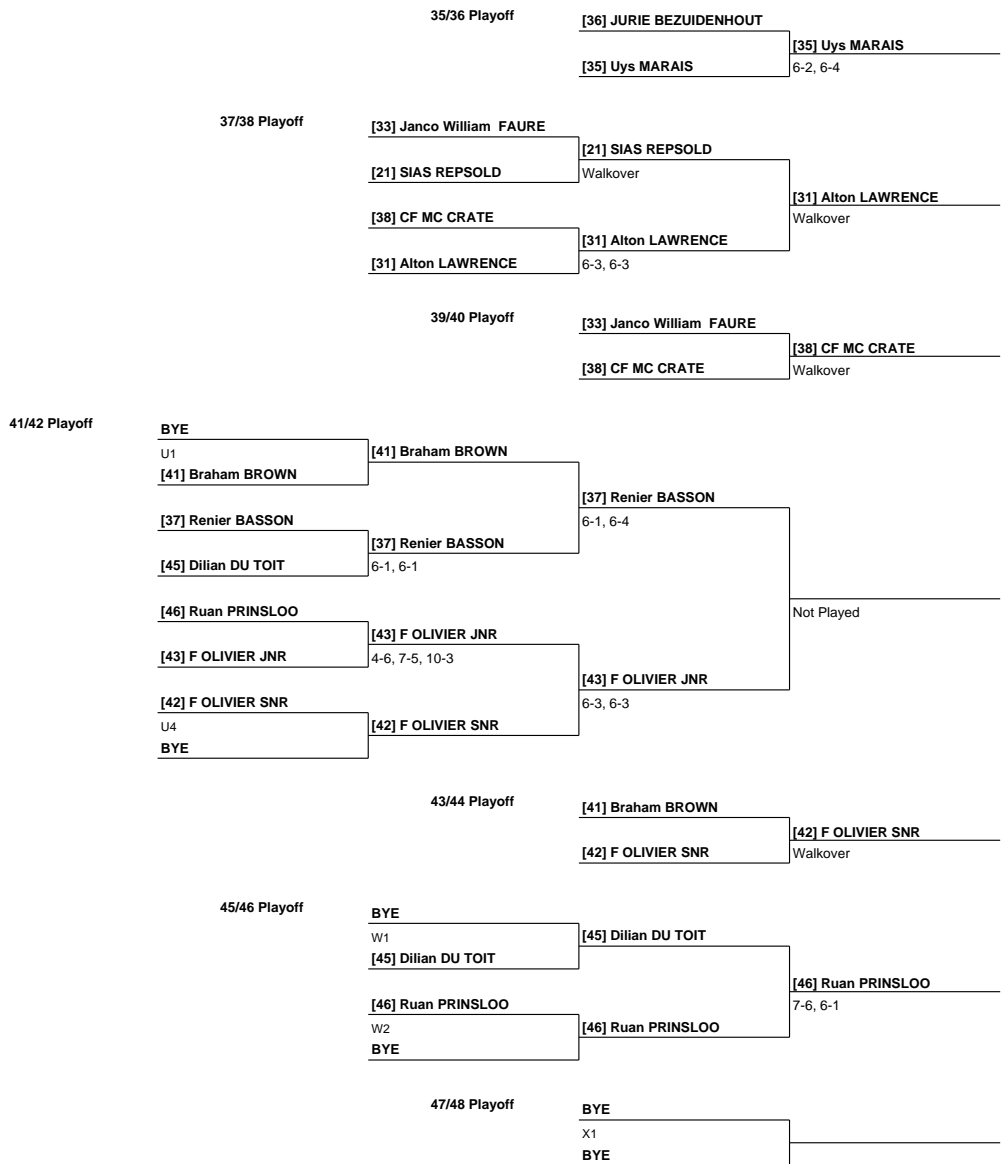 35/36 Playoff
[36] JURIE BEZUIDENHOUT
[35] Uys MARAIS
[35] Uys MARAIS
6-2, 6-4
37/38 Playoff
[33] Janco William  FAURE
[21] SIAS REPSOLD
[21] SIAS REPSOLD
Walkover
[31] Alton LAWRENCE
Walkover
[38] CF MC CRATE
[31] Alton LAWRENCE
[31] Alton LAWRENCE
6-3, 6-3
39/40 Playoff
[33] Janco William  FAURE
[38] CF MC CRATE
[38] CF MC CRATE
Walkover
41/42 Playoff
BYE
U1
[41] Braham BROWN
[41] Braham BROWN
[37] Renier BASSON
6-1, 6-4
[37] Renier BASSON
[37] Renier BASSON
[45] Dilian DU TOIT
6-1, 6-1
Not Played
[46] Ruan PRINSLOO
[43] F OLIVIER JNR
[43] F OLIVIER JNR
4-6, 7-5, 10-3
[43] F OLIVIER JNR
6-3, 6-3
[42] F OLIVIER SNR
U4
[42] F OLIVIER SNR
BYE
43/44 Playoff
[41] Braham BROWN
[42] F OLIVIER SNR
[42] F OLIVIER SNR
Walkover
45/46 Playoff
BYE
W1
[45] Dilian DU TOIT
[45] Dilian DU TOIT
[46] Ruan PRINSLOO
7-6, 6-1
[46] Ruan PRINSLOO
W2
[46] Ruan PRINSLOO
BYE
47/48 Playoff
BYE
X1
BYE